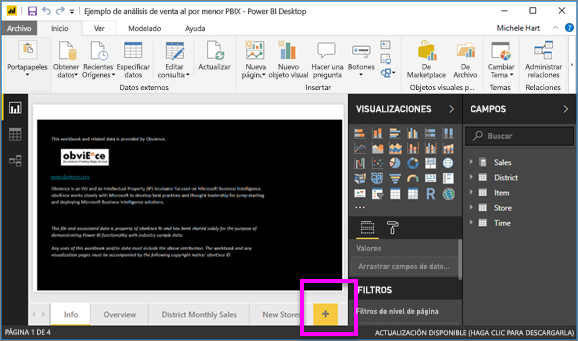 Ejemplo de análisis de venta al por menor PBIX - Power BI Desktop
Michele Hart
Archivo Inicio Ver Modelado Ayuda
Portapapeles
Obtener datos
Recientes Orígenes
Especificar datos
Editar consulta
Actualizar
Nueva págin.
Nuevo objeto visual
Hacer una pregunta
Botones
De Marketplace
De Archivo
Cambiar Tema
Administrar relaciones
Datos externos Insertar Objetos visuales p... Temas Relaciones
VISUALIZACIONES
CAMPOS
Buscar
Sales
District
Item
Store
Time
This workbook and related data is provided by Obvience.
obviEnce
www.obvience.com
Obvience is an ISV and an Intellectual Property (IP) Incubator focused on Microsoft Business Intelligence.
obviEnce works closely with Microsoft to develop best practices and thought leadership for jump-starting
and deploying Microsoft Business Intelligence solutions.
This file and associated data is property of obviEnce llc and has been shared solely for the purpose of
demonstrating Power BI functionality with industry sample data.
Any uses of this workbook and/or data must include the above attribution. The workbook and any
visualization pages must be accompanied by the following copyright notice: obviEnce ©.
Valores
Arrastrar campos de dato...
FILTROS
Filtros de nivel de página
Info Overview District Monthly Sales New Stores +
PÁGINA 1 DE 4
ACTUALIZACIÓN DISPONIBLE (HAGA CLIC PARA DESCARGARLA)